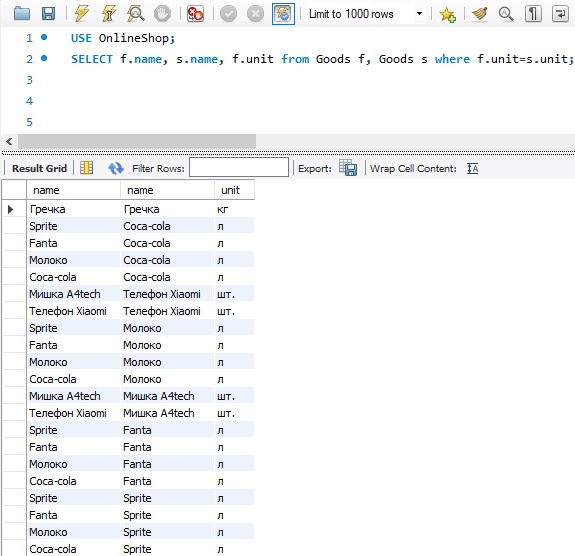 Limit to 1000 rows
1 USE OnlineShop;
2 SELECT f.name, s.name, f.unit from Goods f, Goods s where f.unit=s.unit;
3
4
5
Result Grid Filter Rows: Export: Wrap Cell Content: IA
name name unit
Гречка Гречка кг
Sprite Coca-cola л
Fanta Coca-cola л
Молоко Coca-cola л
Coca-cola Coca-cola л
Мишка A4tech Телефон Xiaomi шт.
Телефон Xiaomi Телефон Xiaomi шт.
Sprite Молоко л
Fanta Молоко л
Молоко Молоко л
Coca-cola Молоко л
Мишка A4tech Мишка A4tech шт.
Телефон Xiaomi Мишка A4tech шт.
Sprite Fanta л
Fanta Fanta л
Молоко Fanta л
Coca-cola Fanta л
Sprite Sprite л
Fanta Sprite л
Молоко Sprite л
Coca-cola Sprite л